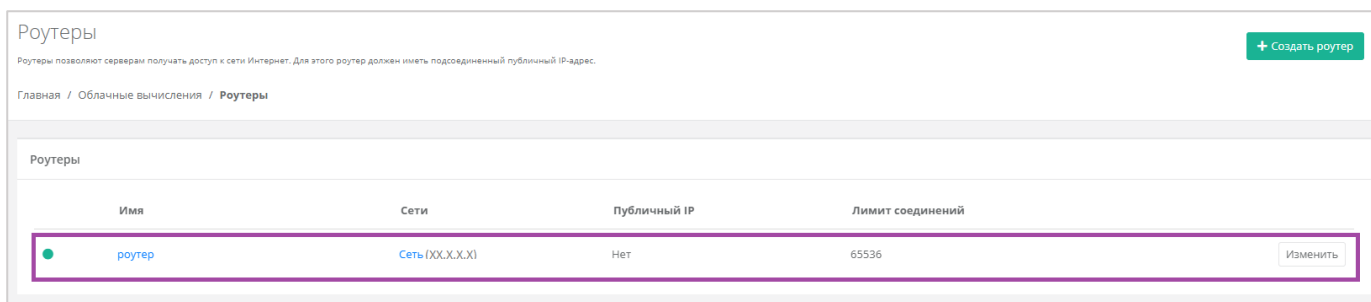 Роутеры
+ Создать роутер
Роутеры позволяют серверам получать доступ к сети Интернет. Для этого роутер должен иметь подсоединенный публичный IP-адрес.
Главная / Облачные вычисления / Роутеры
Роутеры
Имя Сети Публичный IP Лимит соединений
роутер Сеть (XX.X.X.X) Нет 65536 Изменить